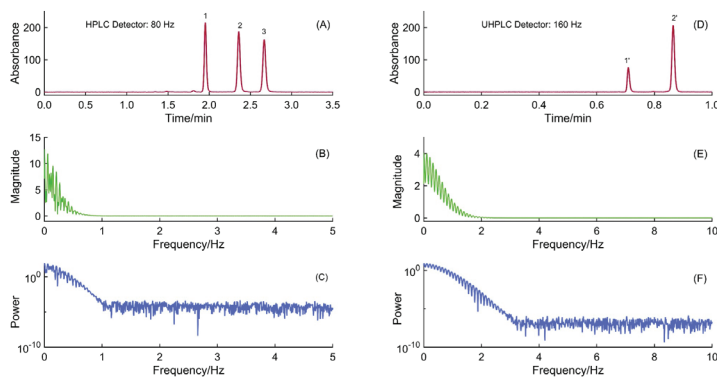 HPLC Detector: 80 Hz
(A)
1
2
3
Absorbance
200
100
0
0.0 0.5 1.0 1.5 2.0 2.5 3.0 3.5
Time/min
(B)
Magnitude
15
10
5
0
0 1 2 3 4 5
Frequency/Hz
(C)
Power
10^0
10^-10
0 1 2 3 4 5
Frequency/Hz
UHPLC Detector: 160 Hz
(D)
1'
2'
Absorbance
200
100
0
0.0 0.2 0.4 0.6 0.8 1.0
Time/min
(E)
Magnitude
4
2
0
0 2 4 6 8 10
Frequency/Hz
(F)
Power
10^0
10^-10
0 2 4 6 8 10
Frequency/Hz